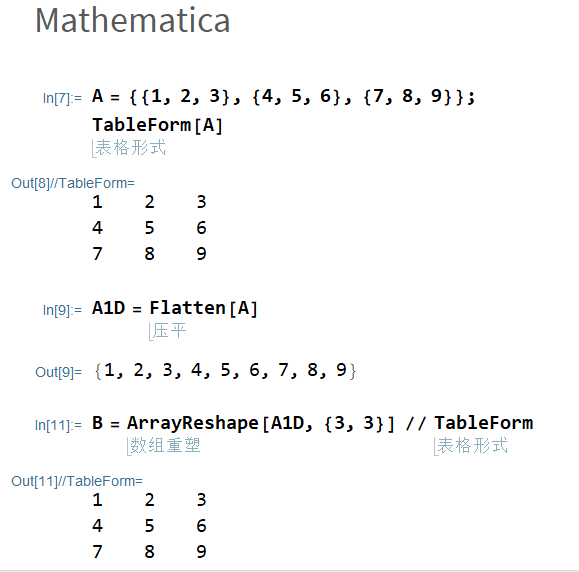 Mathematica
In[7]:= A = {{1, 2, 3}, {4, 5, 6}, {7, 8, 9}};
TableForm[A]
表格形式
Out[8]//TableForm=
1 2 3
4 5 6
7 8 9
In[9]:= A1D = Flatten[A]
压平
Out[9]= {1, 2, 3, 4, 5, 6, 7, 8, 9}
In[11]:= B = ArrayReshape[A1D, {3, 3}] // TableForm
数组重塑 表格形式
Out[11]//TableForm=
1 2 3
4 5 6
7 8 9